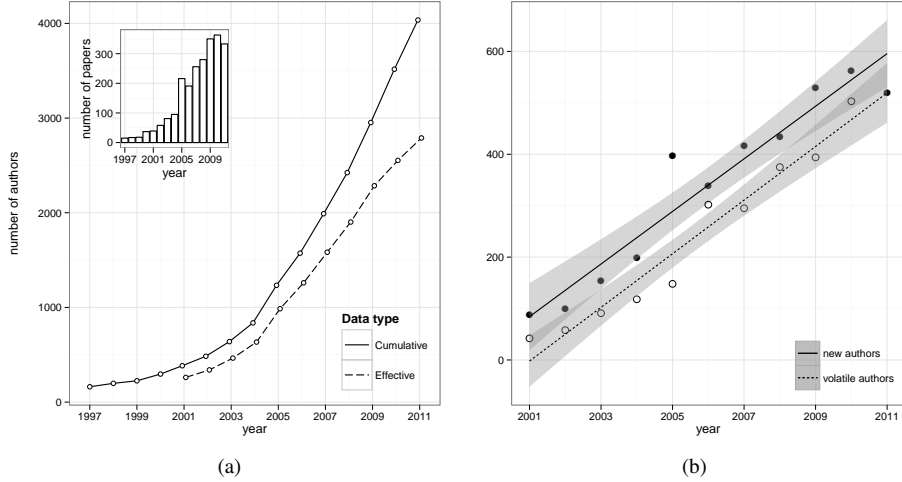 4000
3000
2000
1000
0
number of authors
1997 1999 2001 2003 2005 2007 2009 2011
year
300
200
100
0
number of papers
1997 2001 2005 2009
year
Data type
Cumulative
Effective
(a)
600
400
200
0
2001 2003 2005 2007 2009 2011
year
new authors
volatile authors
(b)